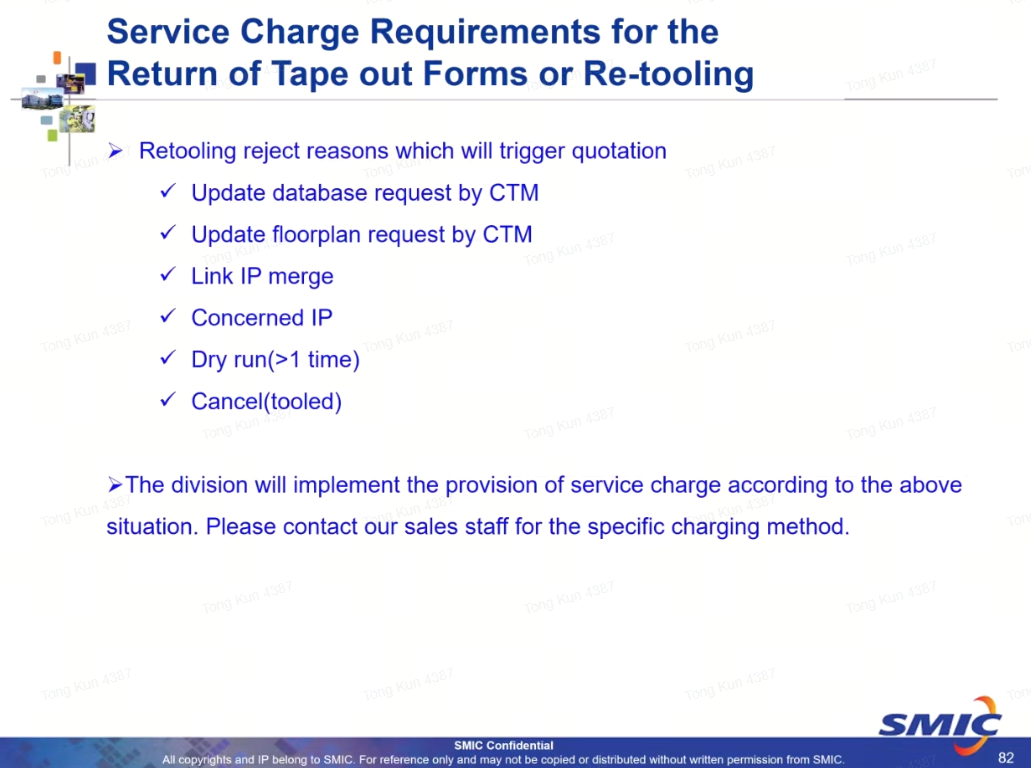 Service Charge Requirements for the
Return of Tape out Forms or Re-tooling
➢ Retooling reject reasons which will trigger quotation
✓ Update database request by CTM
✓ Update floorplan request by CTM
✓ Link IP merge
✓ Concerned IP
✓ Dry run(>1 time)
✓ Cancel(tooled)
➢The division will implement the provision of service charge according to the above
situation. Please contact our sales staff for the specific charging method.
Tong Kun 4387
SMIC
SMIC Confidential
All copyrights and IP belong to SMIC. For reference only and may not be copied or distributed without written permission from SMIC.
82